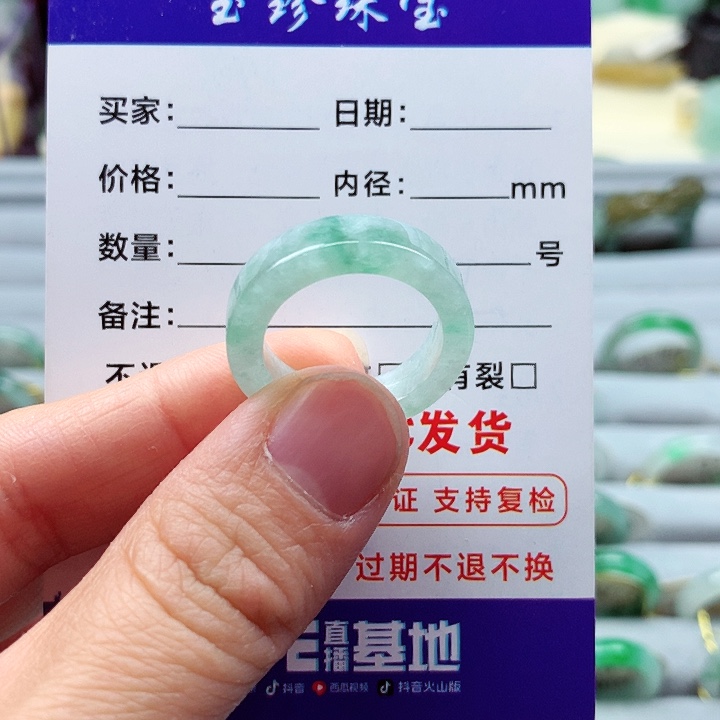 玉珍珠宝
买家： 日期：
价格： 内径： mm
数量： 号
备注：
有裂□
发货
证 支持复检
过期不退不换
直播基地
抖音 西瓜视频 抖音火山版